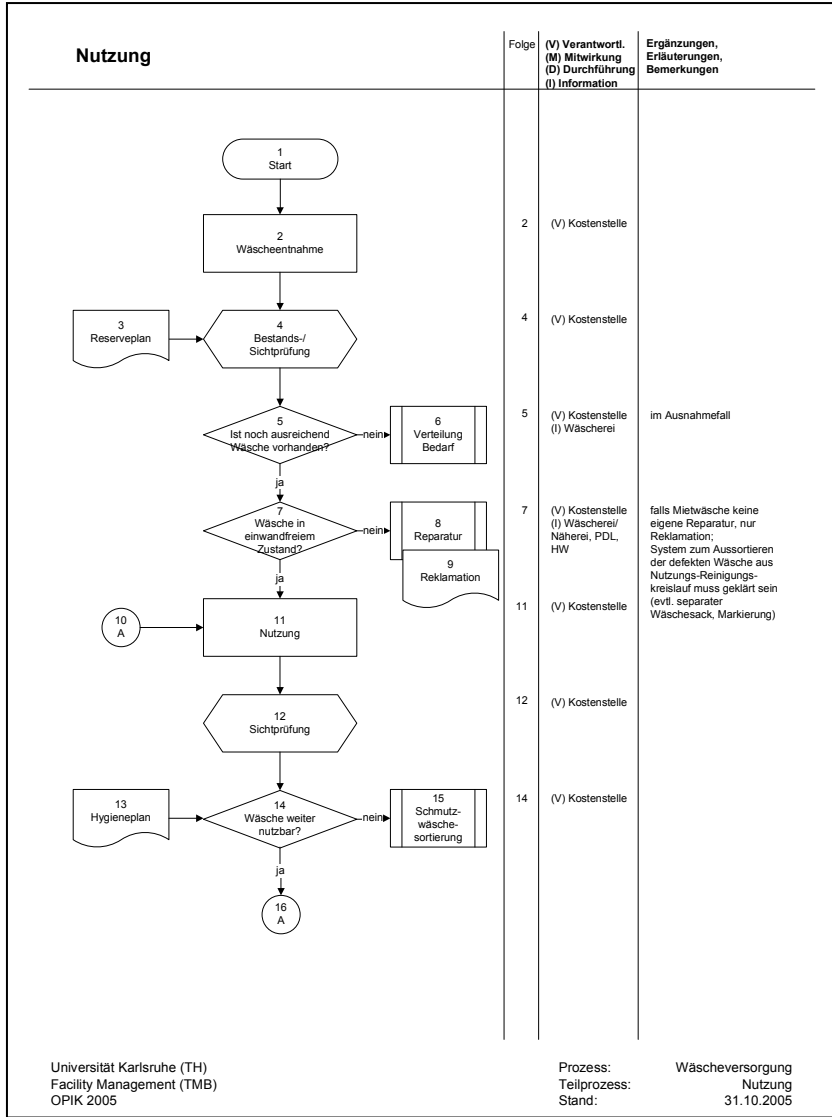 Nutzung
Folge
(V) Verantwortl.
(M) Mitwirkung
(D) Durchführung
(I) Information
Ergänzungen,
Erläuterungen,
Bemerkungen
1
Start
2
Wäscheentnahme
2
(V) Kostenstelle
3
Reserveplan
4
Bestands-/
Sichtprüfung
4
(V) Kostenstelle
5
Ist noch ausreichend
Wäsche vorhanden?
nein
6
Verteilung
Bedarf
5
(V) Kostenstelle
(I) Wäscherei
im Ausnahmefall
ja
7
Wäsche in
einwandfreiem
Zustand?
nein
8
Reparatur
9
Reklamation
7
(V) Kostenstelle
(I) Wäscherei/
Näherei, PDL,
HW
falls Mietwäsche keine
eigene Reparatur, nur
Reklamation;
System zum Aussortieren
der defekten Wäsche aus
Nutzungs-Reinigungs-
kreislauf muss geklärt sein
(evtl. separater
Wäschesack, Markierung)
ja
10
A
11
Nutzung
11
(V) Kostenstelle
12
Sichtprüfung
12
(V) Kostenstelle
13
Hygieneplan
14
Wäsche weiter
nutzbar?
nein
15
Schmutz-
wäsche-
sortierung
14
(V) Kostenstelle
ja
16
A
Universität Karlsruhe (TH)
Facility Management (TMB)
OPIK 2005
Prozess: Wäscheversorgung
Teilprozess: Nutzung
Stand: 31.10.2005